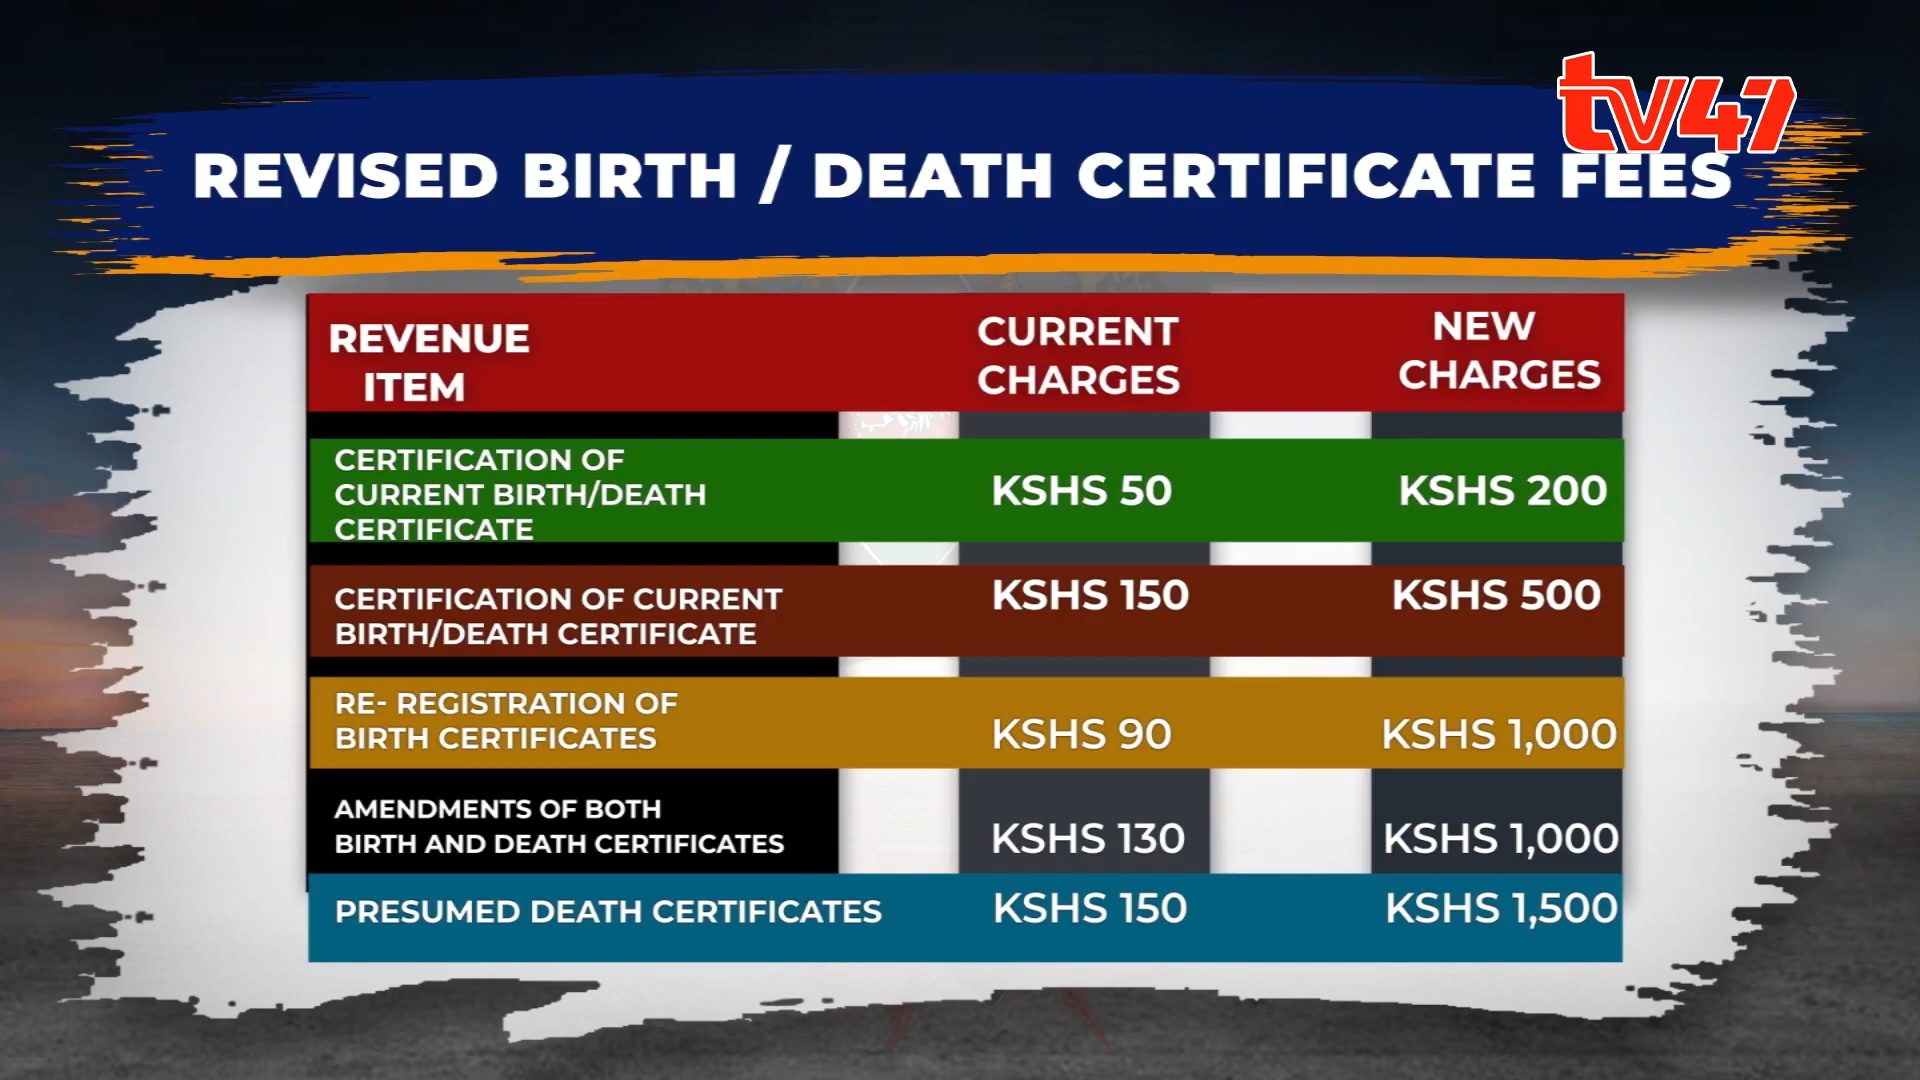 tv47
REVISED BIRTH / DEATH CERTIFICATE FEES
REVENUE
ITEM
CURRENT
CHARGES
NEW
CHARGES
CERTIFICATION OF
CURRENT BIRTH/DEATH
CERTIFICATE
KSHS 50
KSHS 200
CERTIFICATION OF CURRENT
BIRTH/DEATH CERTIFICATE
KSHS 150
KSHS 500
RE- REGISTRATION OF
BIRTH CERTIFICATES
KSHS 90
KSHS 1,000
AMENDMENTS OF BOTH
BIRTH AND DEATH CERTIFICATES
KSHS 130
KSHS 1,000
PRESUMED DEATH CERTIFICATES
KSHS 150
KSHS 1,500